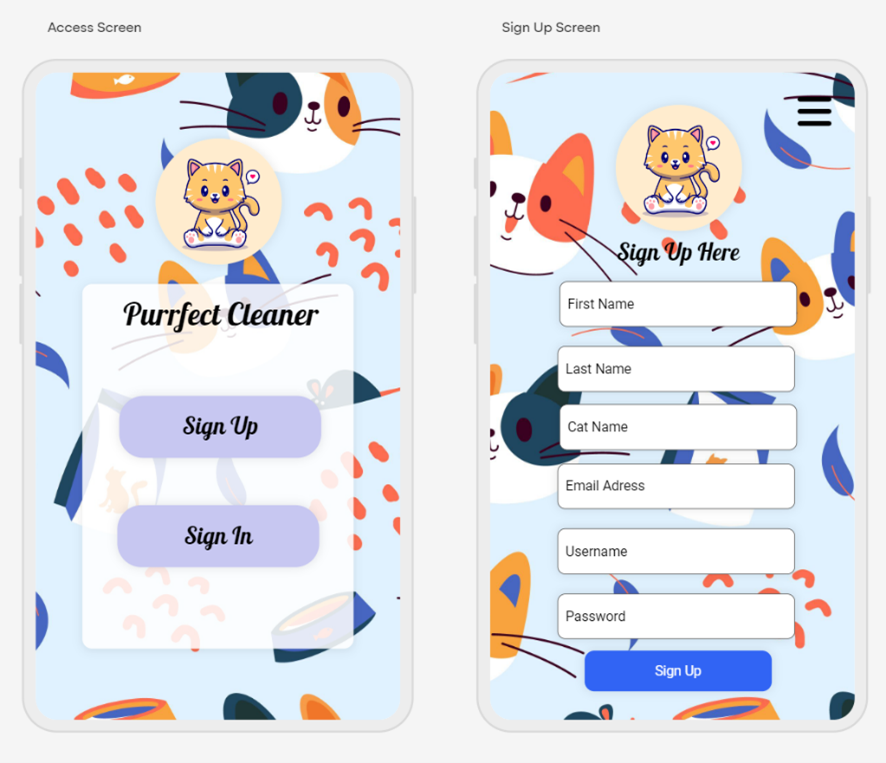 Access Screen
Purrfect Cleaner
Sign Up
Sign In
Sign Up Screen
Sign Up Here
First Name
Last Name
Cat Name
Email Adress
Username
Password
Sign Up